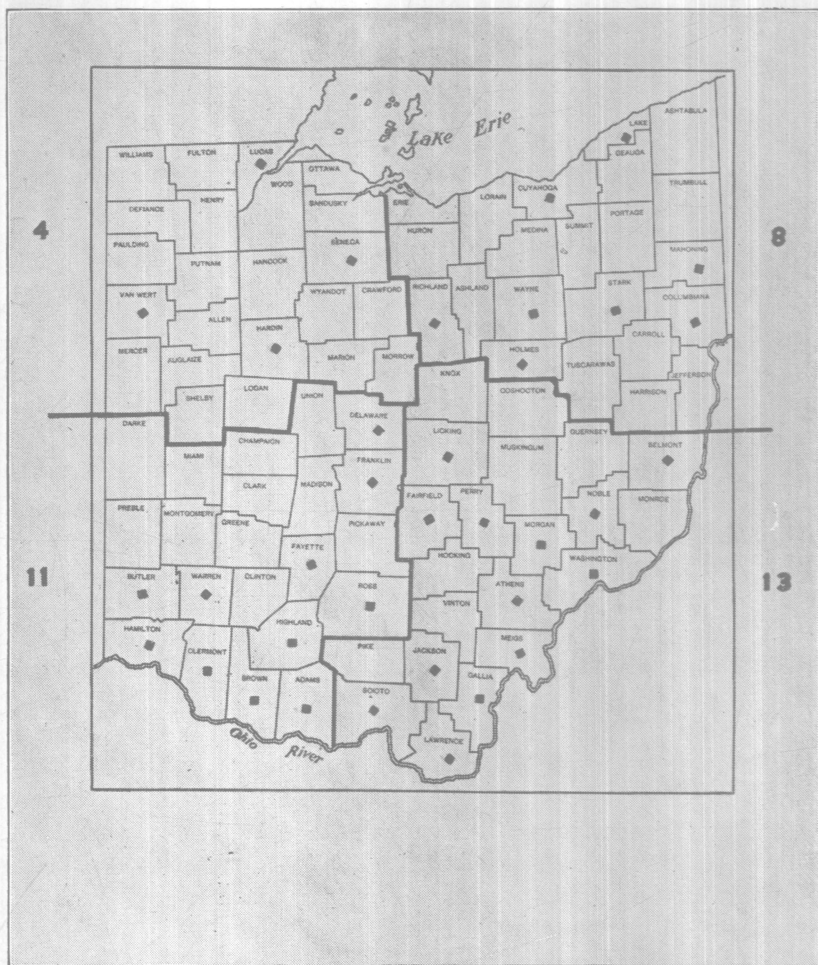 Lake Erie
ASHTABULA
LAKE
GEAUGA
WILLIAMS
FULTON
LUCAS
OTTAWA
WOOD
TRUMBULL
CUYAHOGA
LORAIN
DEFIANCE
HENRY
SANDUSKY
ERIE
PORTAGE
4
HURON
MEDINA
SUMMIT
8
PAULDING
SENECA
MAHONING
PUTNAM
HANCOCK
VAN WERT
WYANDOT
CRAWFORD
RICHLAND
ASHLAND
WAYNE
STARK
COLUMBIANA
ALLEN
HARDIN
CARROLL
MERCER
AUGLAIZE
MARION
MORROW
HOLMES
TUSCARAWAS
JEFFERSON
KNOX
SHELBY
LOGAN
UNION
COSHOCTON
HARRISON
DARKE
DELAWARE
GUERNSEY
CHAMPAIGN
LICKING
MUSKINGUM
BELMONT
MIAMI
FRANKLIN
CLARK
MADISON
FAIRFIELD
PERRY
NOBLE
MONROE
PREBLE
MONTGOMERY
GREENE
PICKAWAY
MORGAN
FAYETTE
HOCKING
WASHINGTON
11
BUTLER
WARREN
CLINTON
ROSS
ATHENS
13
VINTON
HAMILTON
HIGHLAND
MEIGS
CLERMONT
PIKE
JACKSON
BROWN
ADAMS
GALLIA
SCIOTO
Ohio River
LAWRENCE